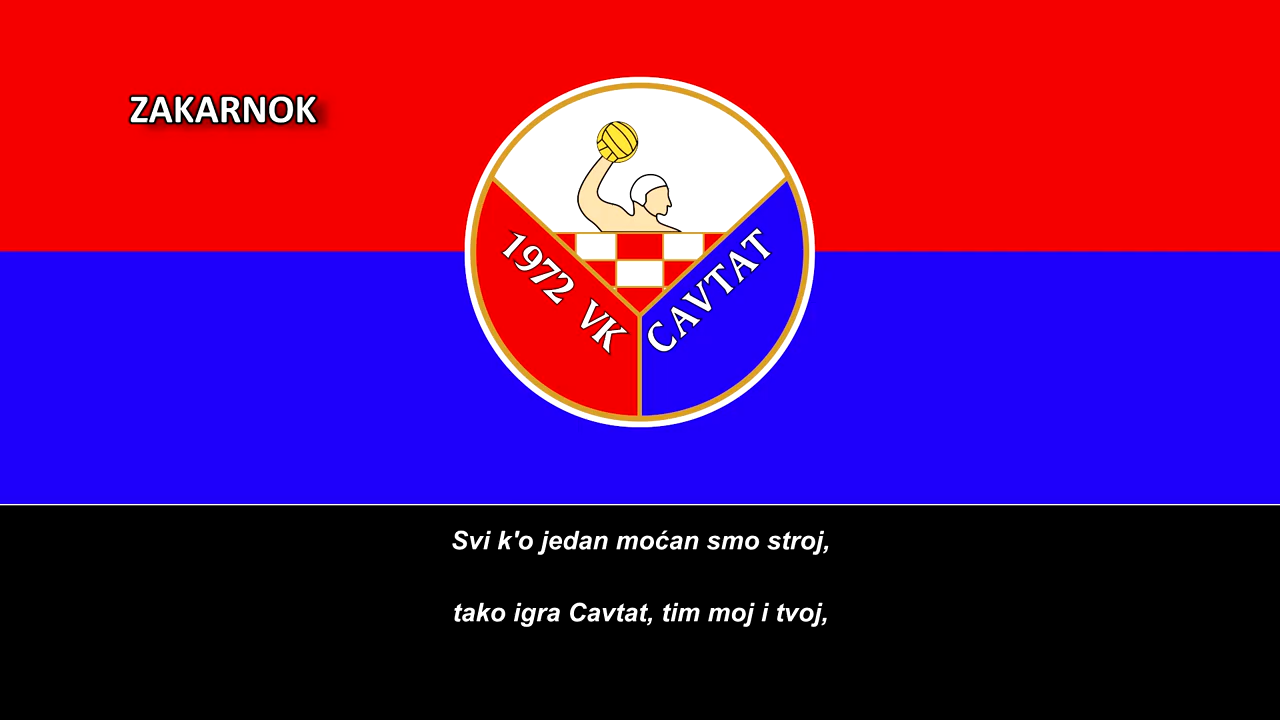 ZAKARNOK
1972 VK CAVTAT
Svi k'o jedan moćan smo stroj,
tako igra Cavtat, tim moj i tvoj,